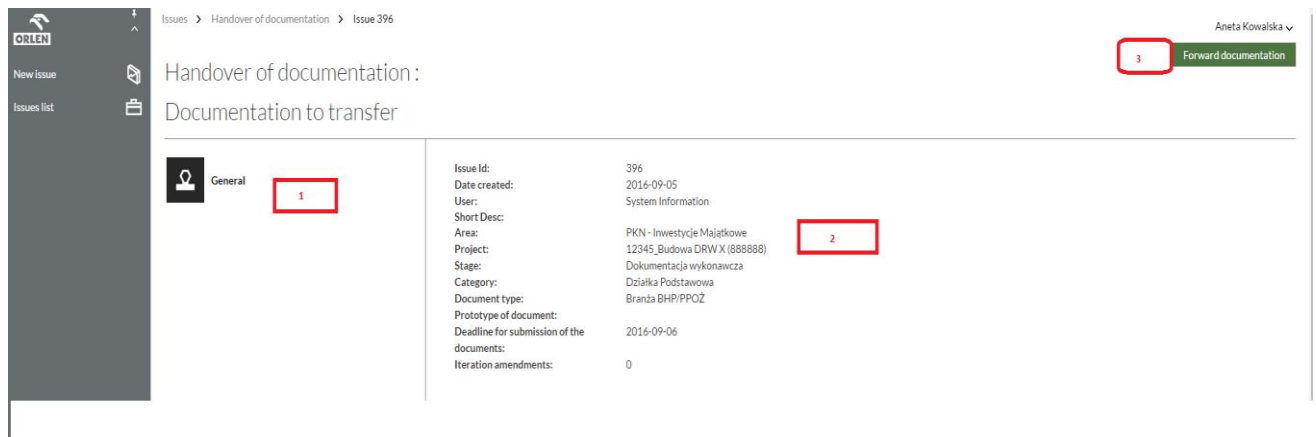 ORLEN
New issue
Issues list
Issues > Handover of documentation > Issue 396
Aneta Kowalska
3
Forward documentation
Handover of documentation :
Documentation to transfer
General
1
Issue Id: 396
Date created: 2016-09-05
User: System Information
Short Desc:
Area: PKN - Inwestycje Majątkowe
Project: 12345_Budowa DRW X (888888)
2
Stage: Dokumentacja wykonawcza
Category: Działka Podstawowa
Document type: Branża BHP/PPOŻ
Prototype of document:
Deadline for submission of the 2016-09-06
documents:
Iteration amendments: 0